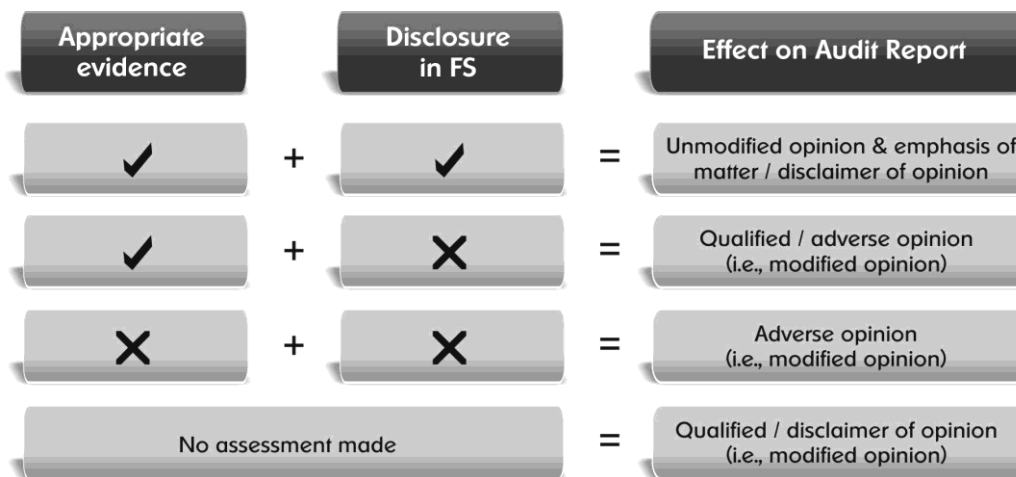 Appropriate
evidence
Disclosure
in FS
Effect on Audit Report
✓ + ✓ =
Unmodified opinion & emphasis of
matter / disclaimer of opinion
✓ + ✕ =
Qualified / adverse opinion
(i.e., modified opinion)
✕ + ✕ =
Adverse opinion
(i.e., modified opinion)
No assessment made =
Qualified / disclaimer of opinion
(i.e., modified opinion)